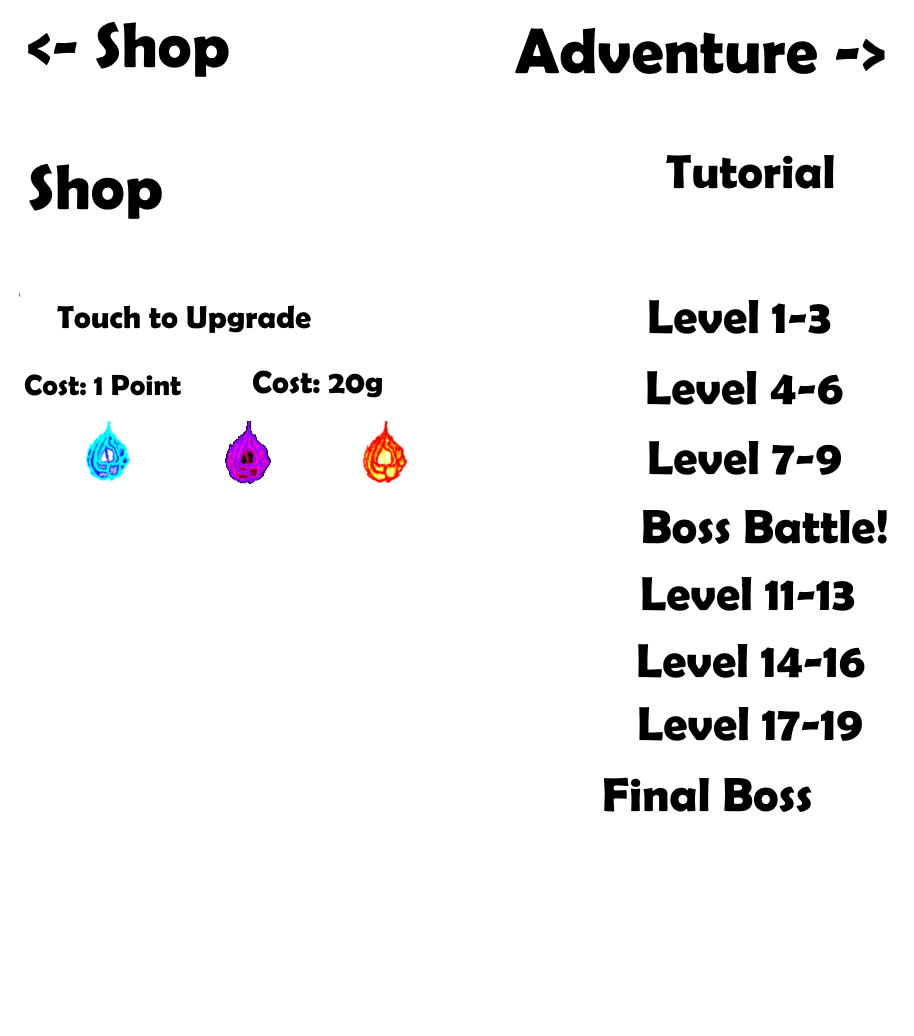 <- Shop
Adventure ->
Shop
Tutorial
Touch to Upgrade
Cost: 1 Point
Cost: 20g
Level 1-3
Level 4-6
Level 7-9
Boss Battle!
Level 11-13
Level 14-16
Level 17-19
Final Boss